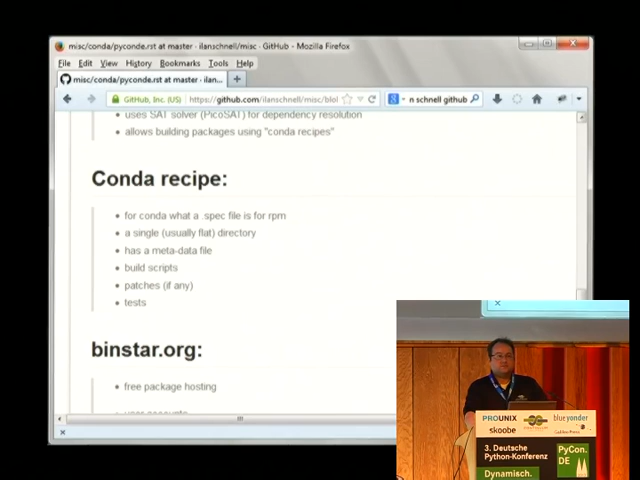 misc/conda/pyconde.rst at master · ilanschnell/misc · GitHub - Mozilla Firefox
File Edit View History Bookmarks Tools Help
misc/conda/pyconde.rst at master · ilan...
GitHub, Inc. (US) https://github.com/ilanschnell/misc/blol n schnell github
• uses SAT solver (PicoSAT) for dependency resolution
• allows building packages using "conda recipes"
Conda recipe:
• for conda what a .spec file is for rpm
• a single (usually flat) directory
• has a meta-data file
• build scripts
• patches (if any)
• tests
binstar.org:
• free package hosting
PROUNIX
blueyonder
skoobe
3. Deutsche
Python-Konferenz
PyCon.
DE
Dynamisch.